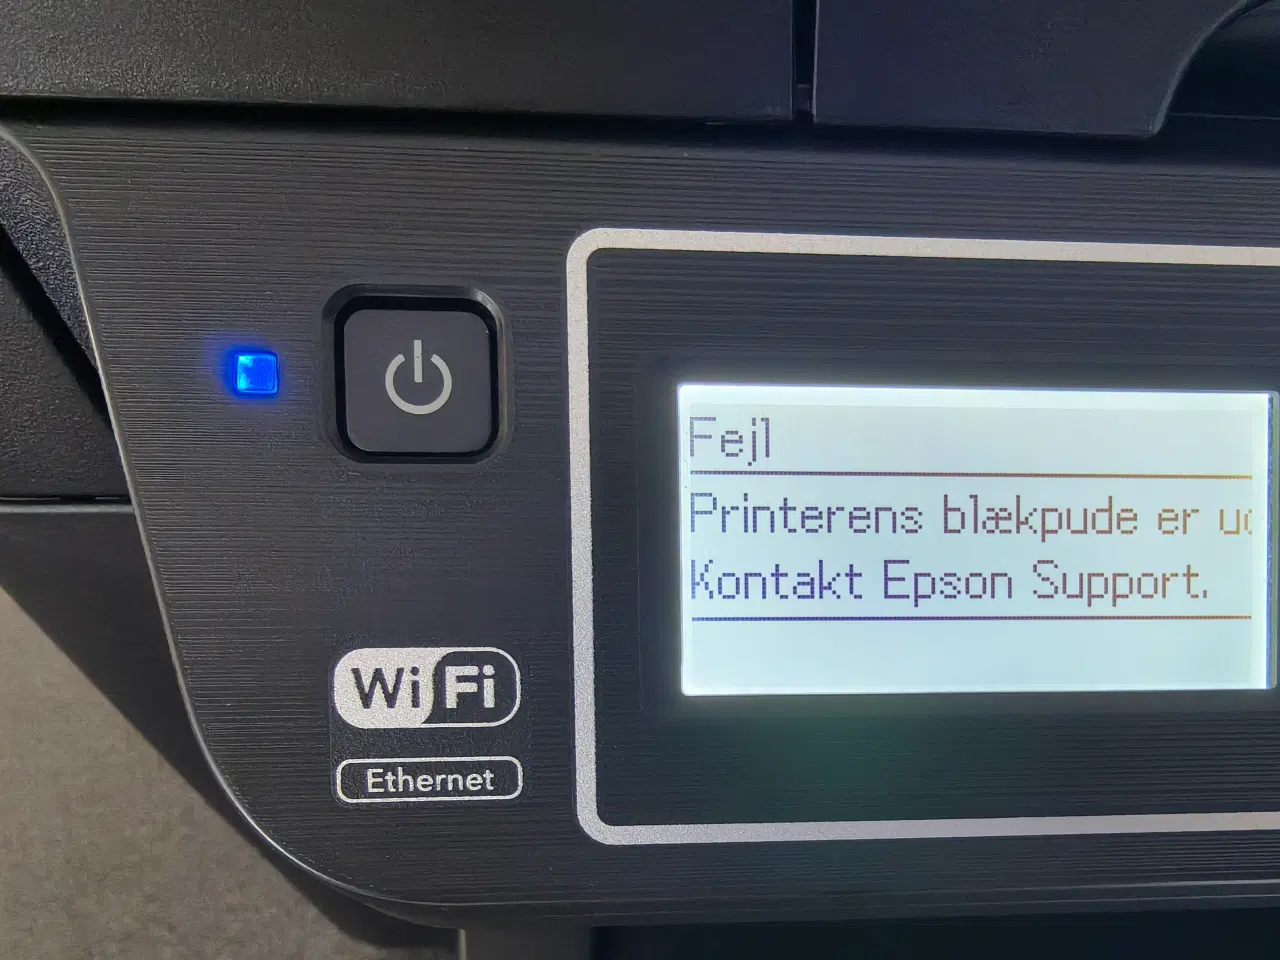 Fejl
Printerens blækpude er
Kontakt Epson Support.
WiFi
Ethernet